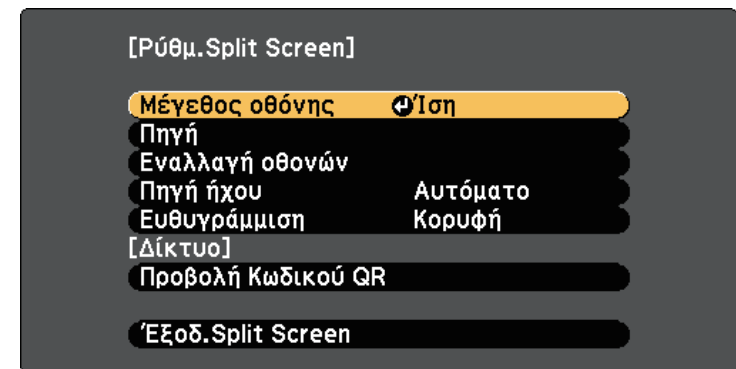 [Ρύθμ.Split Screen]
Μέγεθος οθόνης Ίση
Πηγή
Εναλλαγή οθονών
Πηγή ήχου Αυτόματο
Ευθυγράμμιση Κορυφή
[Δίκτυο]
Προβολή Κωδικού QR
Έξοδ.Split Screen